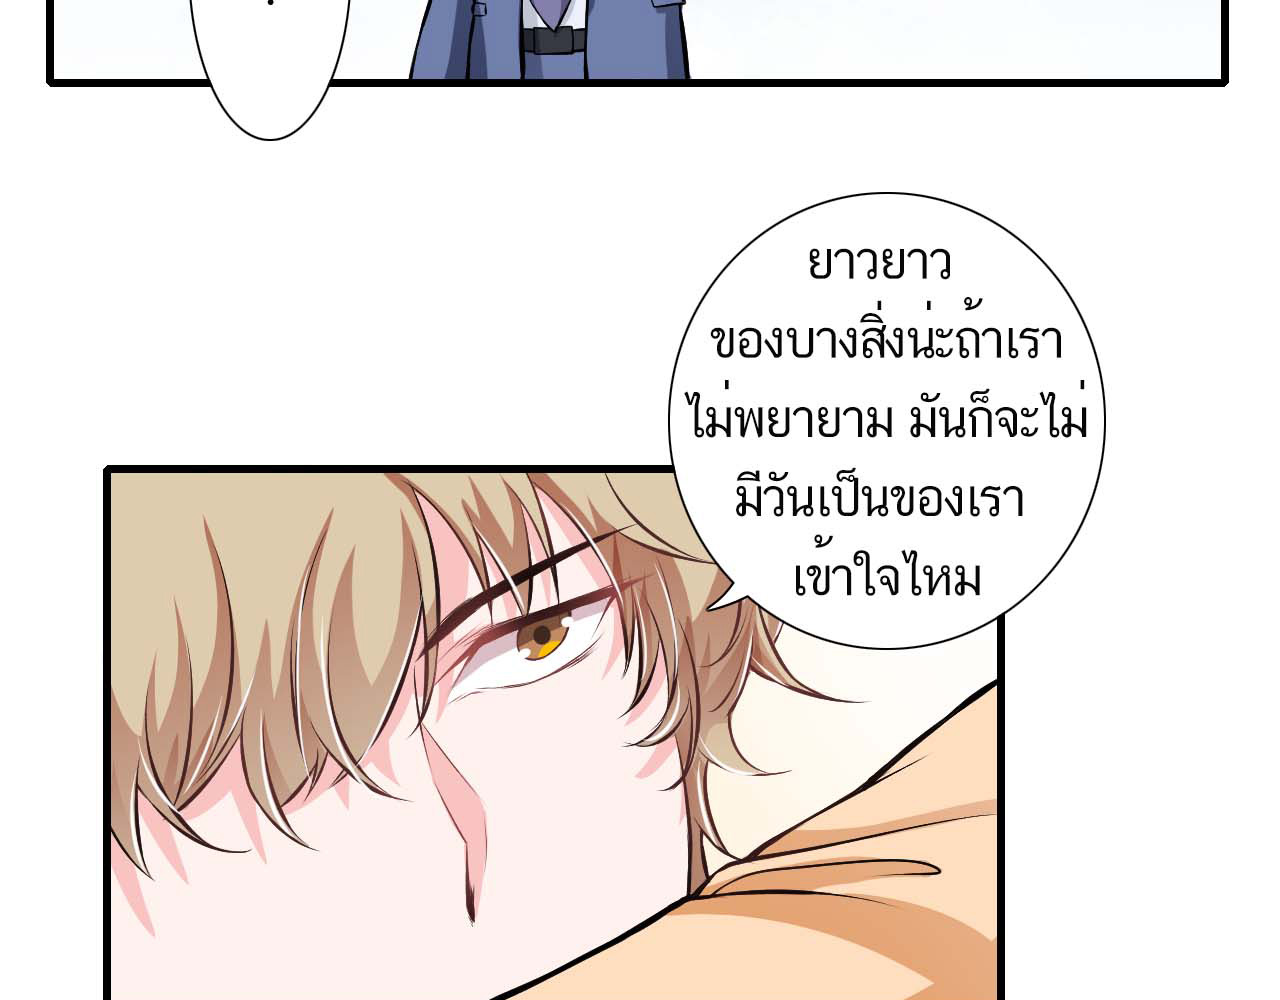 ยาวยาว
ของบางสิ่งน่ะถ้าเรา
ไม่พยายาม มันก็จะไม่
มีวันเป็นของเรา
เข้าใจไหม